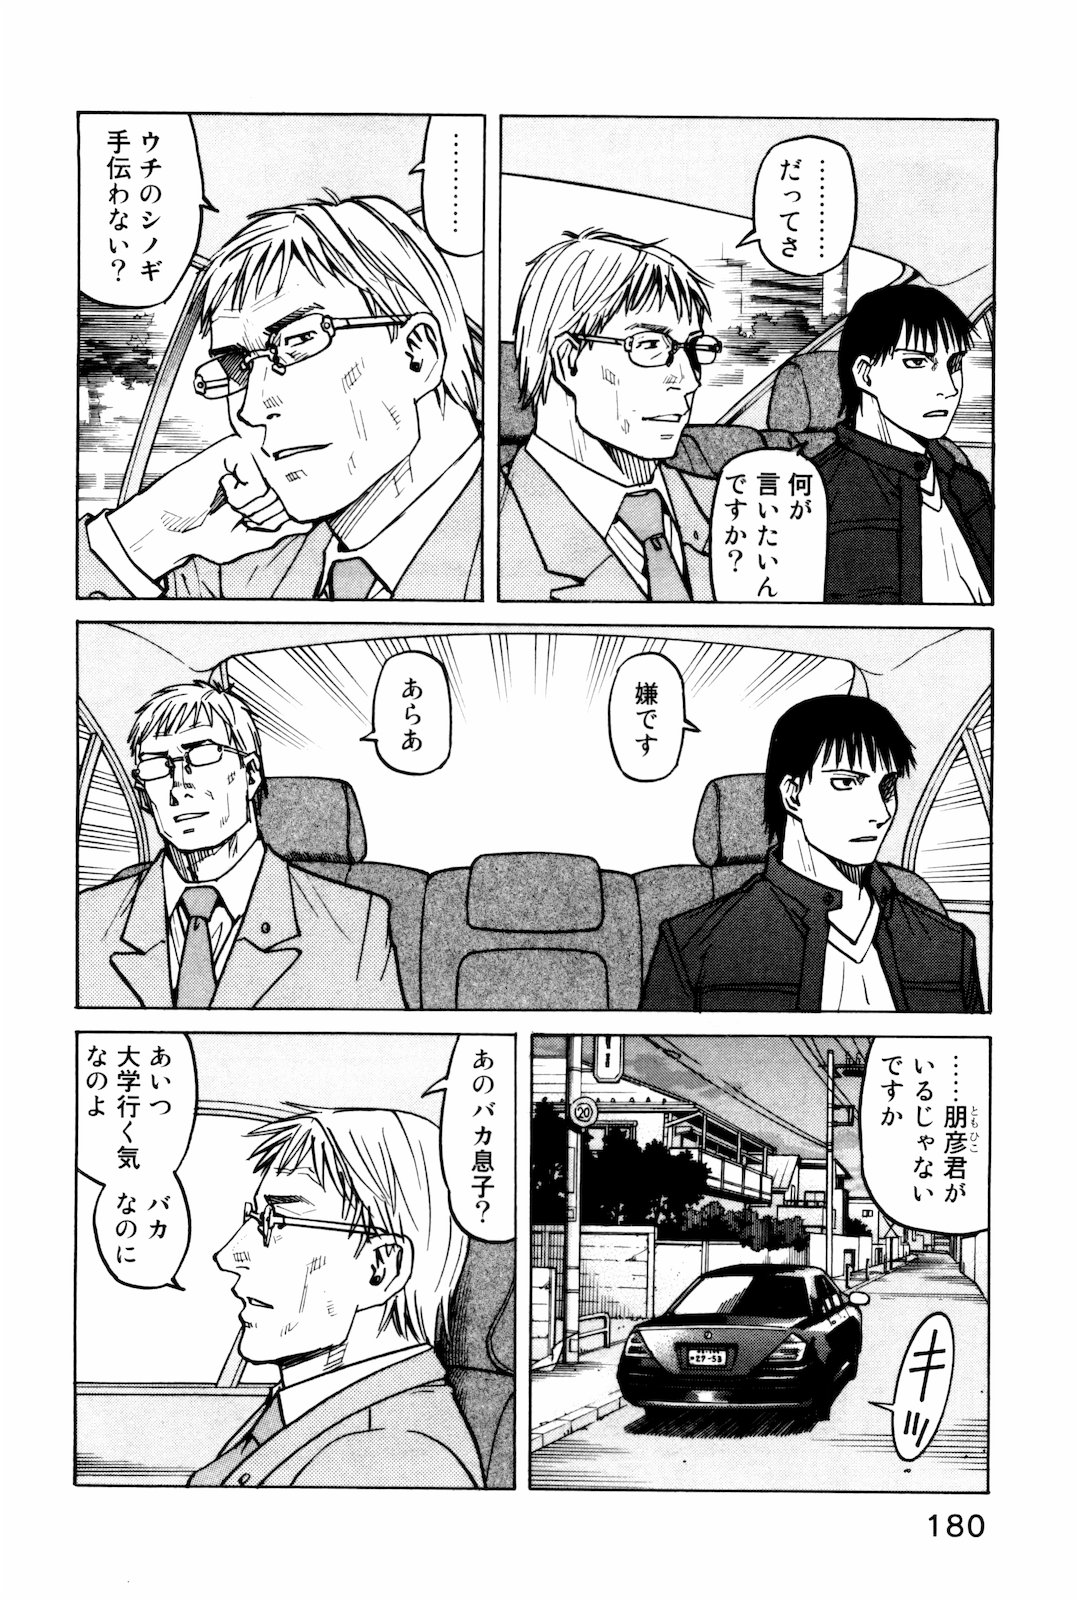 …………
だってさ
何が
言いたいん
ですか？
…………
ウチのシノギ
手伝わない？
嫌です
あらあ
……朋彦君が
ともひこ
いるじゃない
ですか
20
27-53
キッ
あのバカ息子？
あいつ
大学行く気
なのよ
バカ
なのに
180